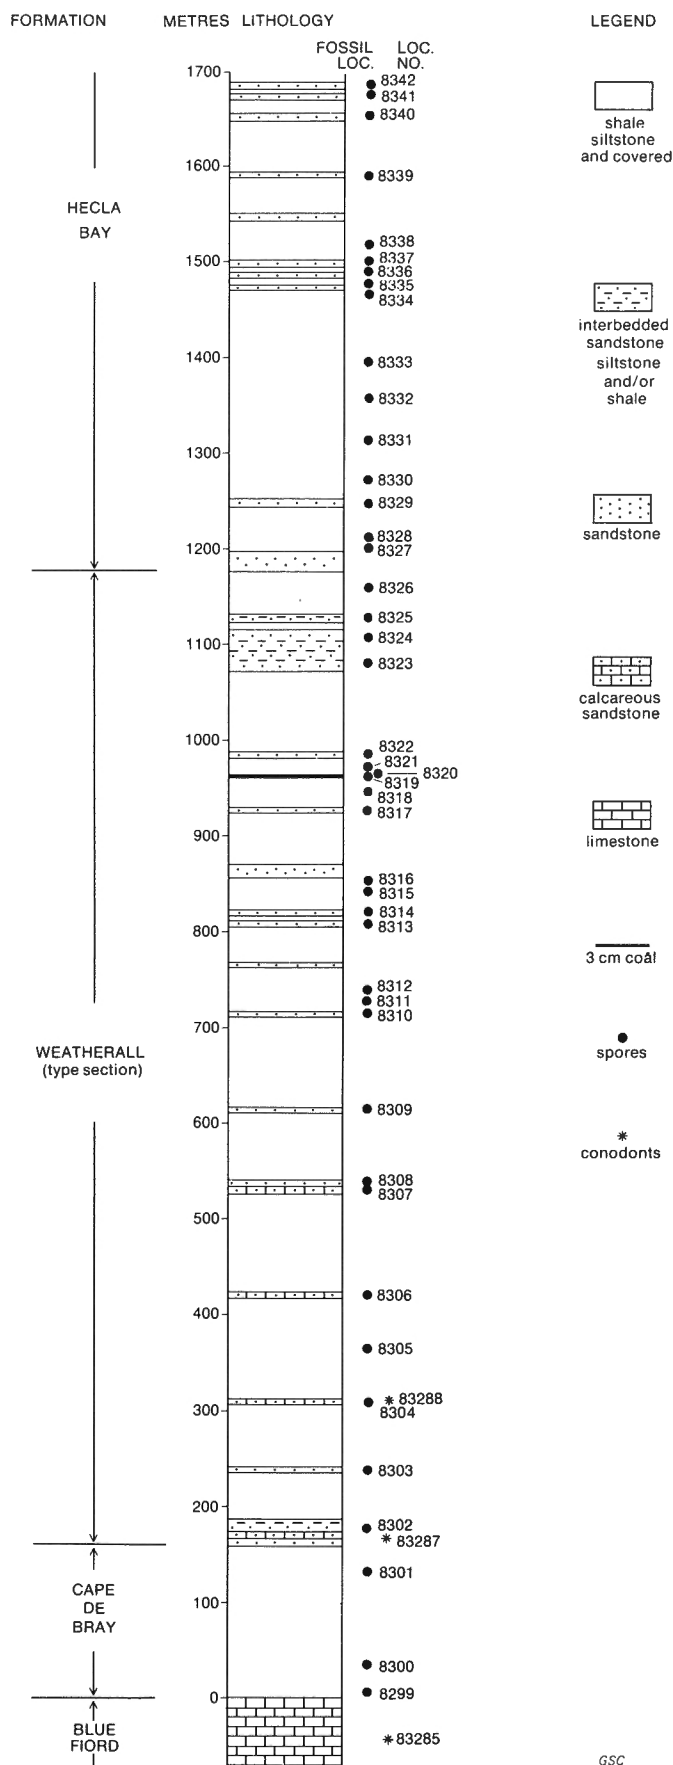 FORMATION METRES LITHOLOGY LEGEND
FOSSIL LOC.
LOC. NO.
1700
8342
8341
8340
1600
8339
HECLA
BAY
8338
1500
8337
8336
8335
8334
1400
8333
8332
8331
1300
8330
8329
8328
1200
8327
8326
8325
1100
8324
8323
1000
8322
8321
8320
8319
8318
8317
900
8316
8315
8314
8313
800
8312
8311
8310
700
WEATHERALL
(type section)
8309
600
8308
8307
500
8306
400
8305
83288
300
8304
8303
200
8302
83287
8301
100
CAPE
DE
BRAY
8300
0
8299
BLUE
FIORD
83285
shale
siltstone
and covered
interbedded
sandstone
siltstone
and/or
shale
sandstone
calcareous
sandstone
limestone
3 cm coal
spores
conodonts
GSC